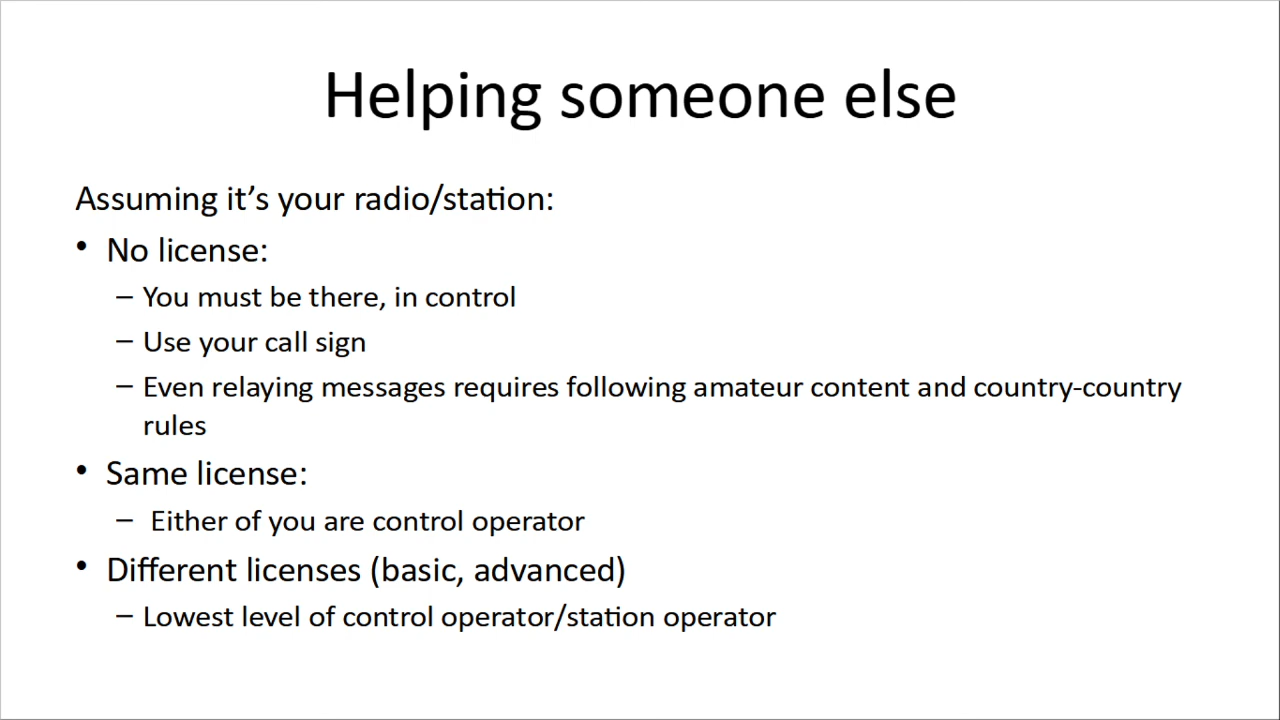 Helping someone else
Assuming it’s your radio/station:
• No license:
– You must be there, in control
– Use your call sign
– Even relaying messages requires following amateur content and country-country
rules
• Same license:
– Either of you are control operator
• Different licenses (basic, advanced)
– Lowest level of control operator/station operator